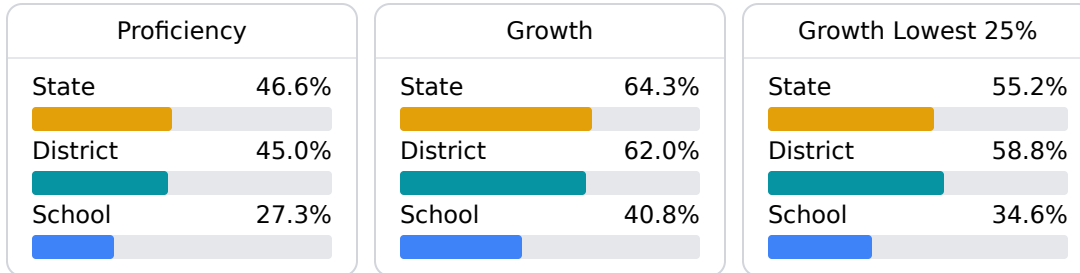 Proficiency
State 46.6%
District 45.0%
School 27.3%
Growth
State 64.3%
District 62.0%
School 40.8%
Growth Lowest 25%
State 55.2%
District 58.8%
School 34.6%